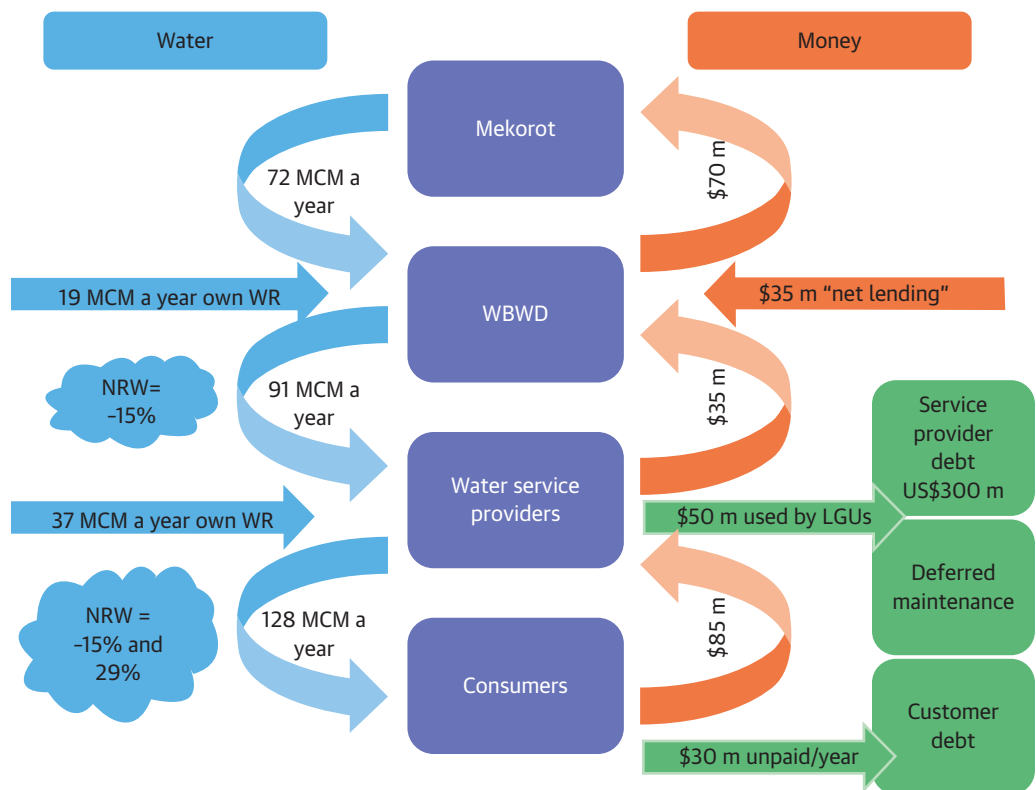 Water
Money
Mekorot
72 MCM a
year
$70 m
19 MCM a year own WR
WBWD
$35 m “net lending”
NRW=
-15%
91 MCM a
year
$35 m
Service
provider
debt
US$300 m
Water service
providers
37 MCM a year own WR
$50 m used by LGUs
NRW =
-15% and
29%
128 MCM a
year
$85 m
Deferred
maintenance
Consumers
Customer
debt
$30 m unpaid/year